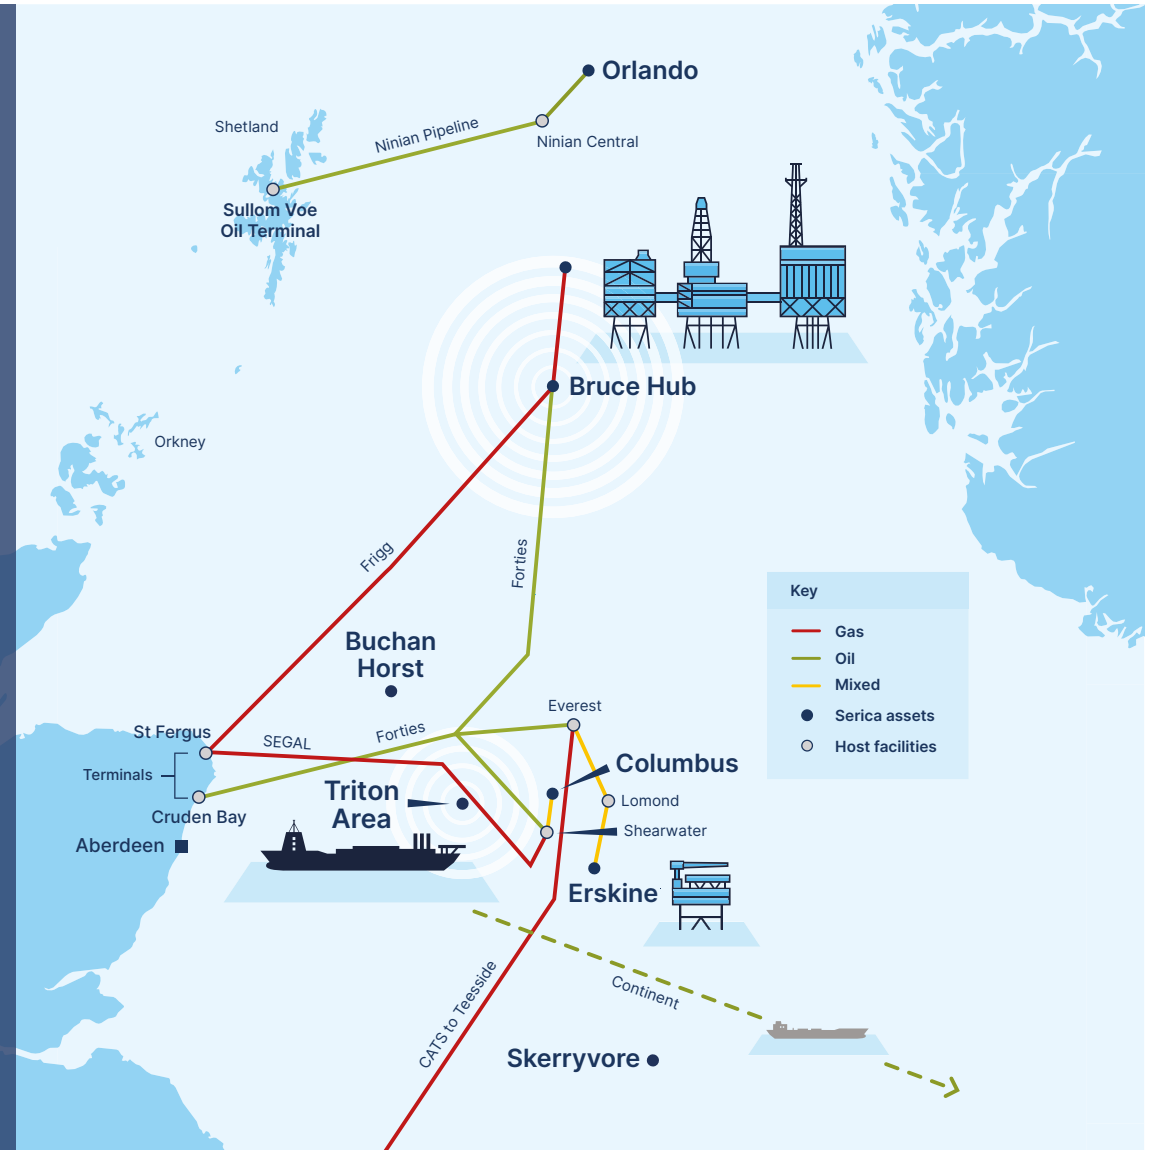 Orlando
Shetland
Ninian Pipeline
Ninian Central
Sullom Voe
Oil Terminal
Bruce Hub
Orkney
Frigg
Forties
Key
Gas
Oil
Mixed
Serica assets
Host facilities
Buchan
Horst
Everest
St Fergus
SEGAL
Forties
Columbus
Terminals
Triton
Area
Lomond
Cruden Bay
Shearwater
Aberdeen
Erskine
Continent
CATS to Teesside
Skerryvore